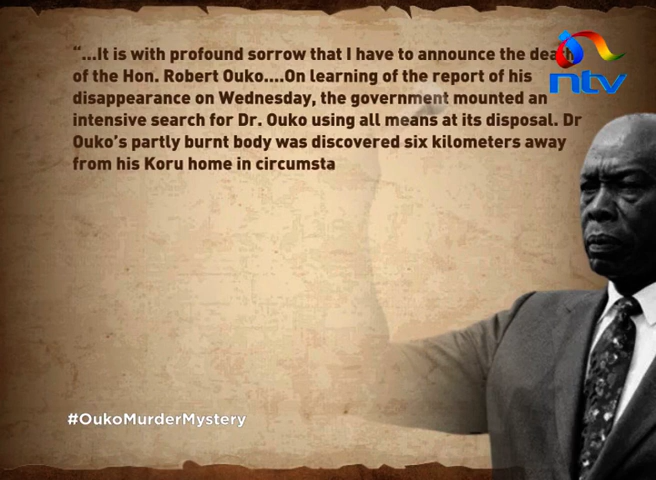 “...It is with profound sorrow that I have to announce the death
of the Hon. Robert Ouko....On learning of the report of his
disappearance on Wednesday, the government mounted an
intensive search for Dr. Ouko using all means at its disposal. Dr
Ouko’s partly burnt body was discovered six kilometers away
from his Koru home in circumsta
ntv
#OukoMurderMystery